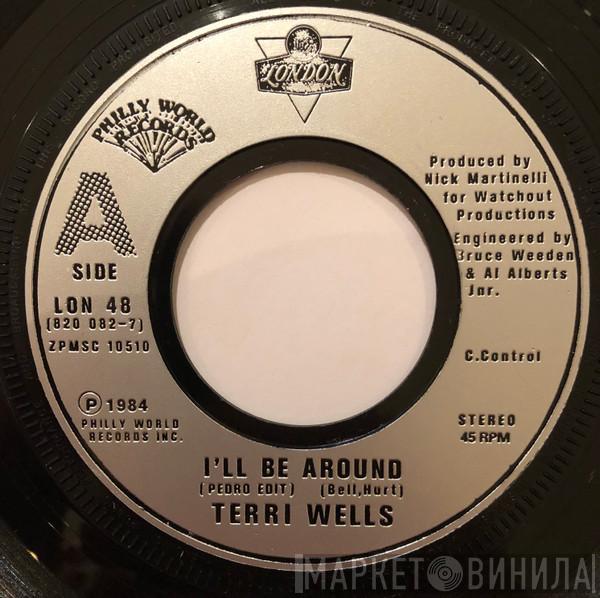 LONDON
PHILLY WORLD
RECORDS
A
SIDE
LON 48
(820 082-7)
ZPMSC 10510
Ⓟ 1984
PHILLY WORLD
RECORDS INC.
Produced by
Nick Martinelli
for Watchout
Productions
Engineered by
Bruce Weeden
& Al Alberts
Jnr.
C.Control
STEREO
45 RPM
I'LL BE AROUND
(PEDRO EDIT) (Bell,Hurt)
TERRI WELLS
МАРКЕТ ВИНИЛА